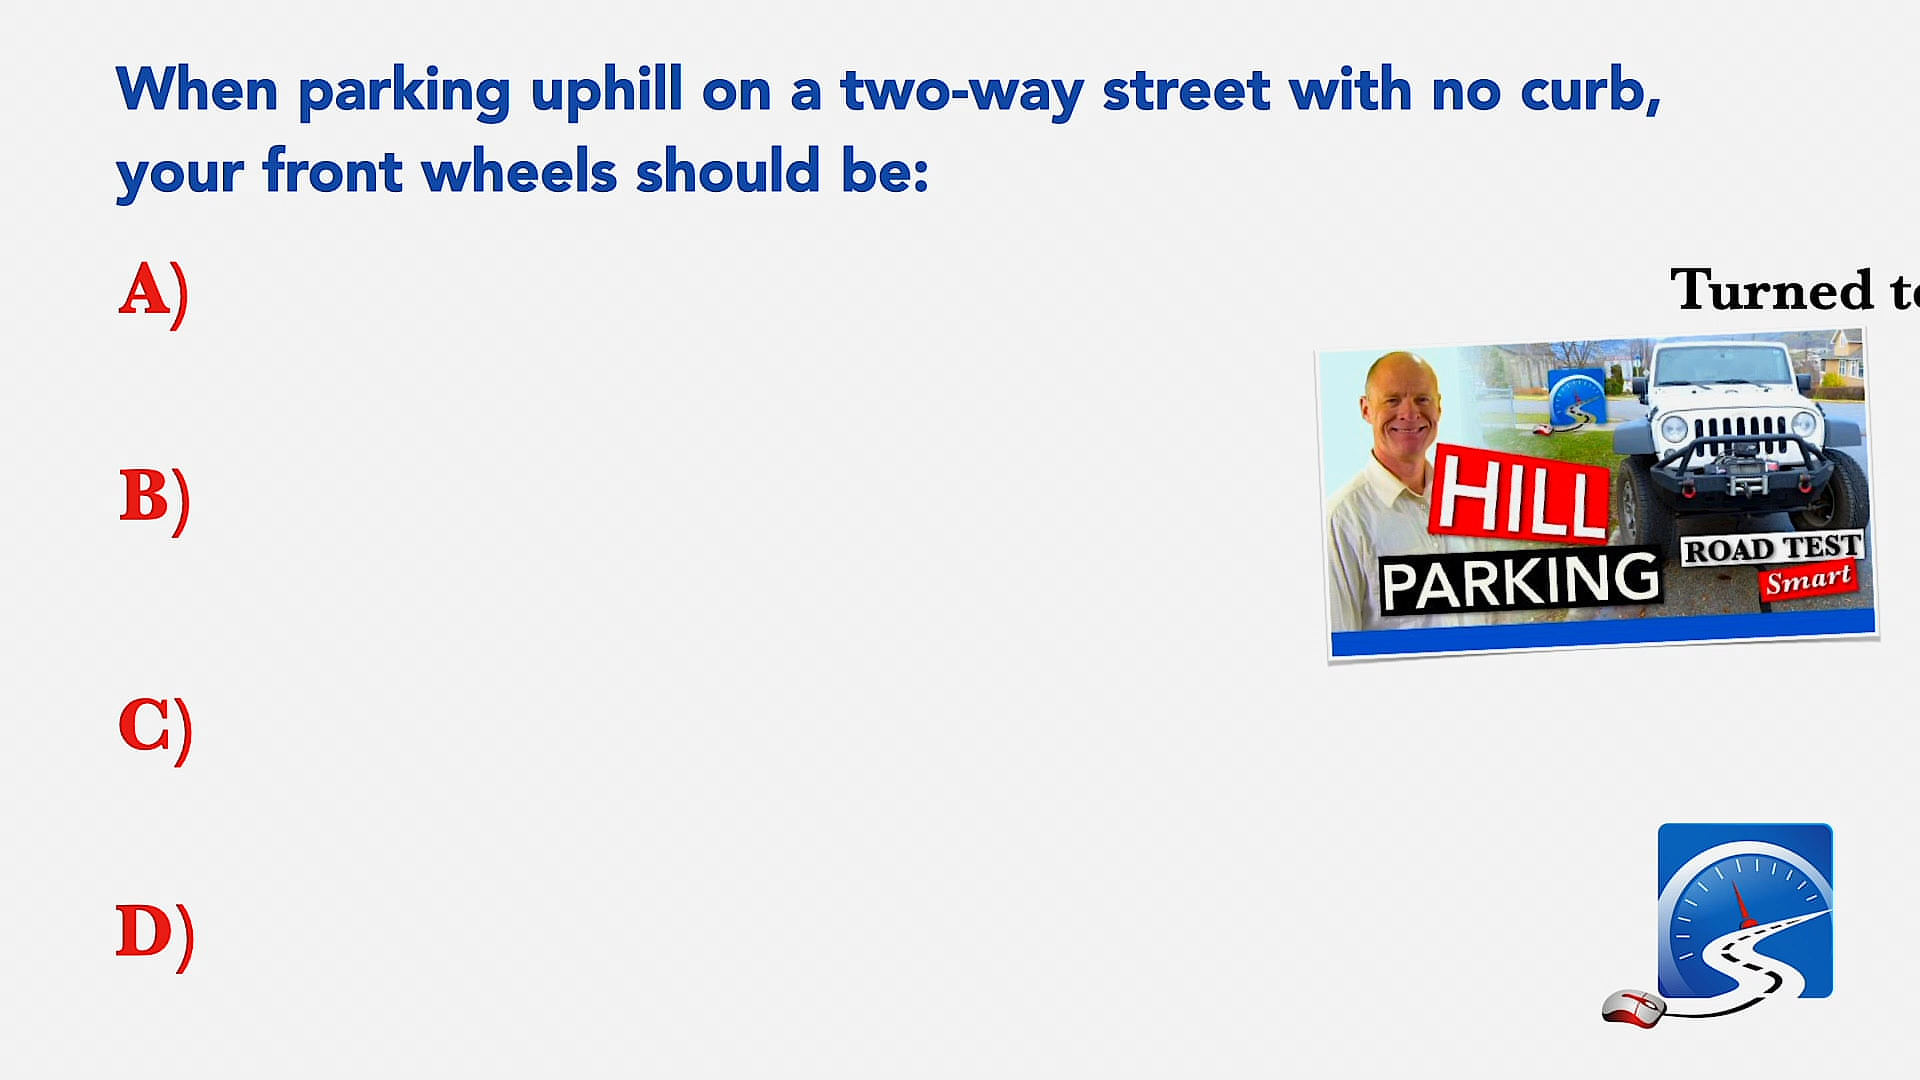 When parking uphill on a two-way street with no curb,
your front wheels should be:
A)
Turned
B)
HILL
PARKING
ROAD TEST
Smart
C)
D)